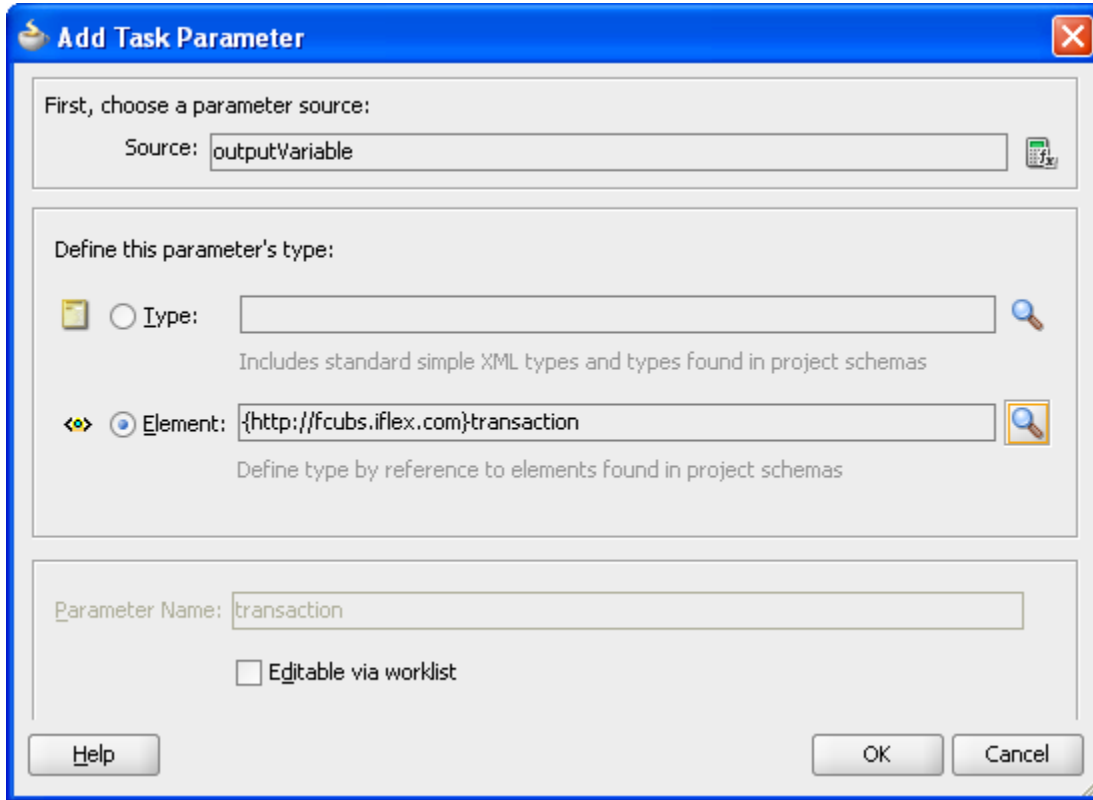 Add Task Parameter
First, choose a parameter source:
Source: outputVariable
Define this parameter's type:
Type:
Includes standard simple XML types and types found in project schemas
Element: {http://fcubs.iflex.com}transaction
Define type by reference to elements found in project schemas
Parameter Name: transaction
Editable via worklist
Help OK Cancel